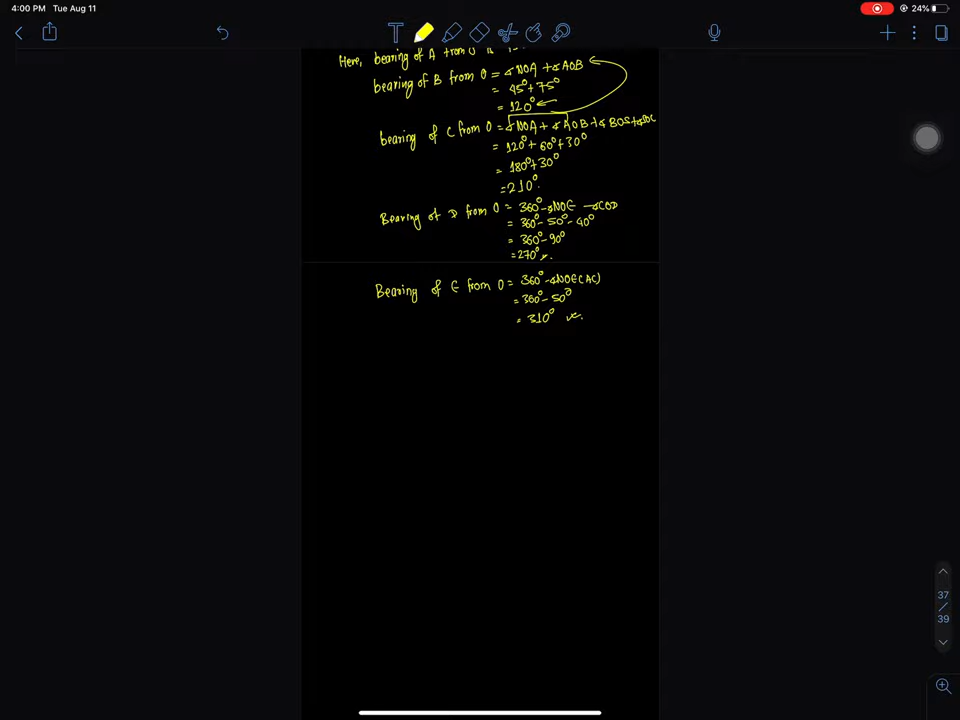 4:00 PM Tue Aug 11
24%
Here, bearing of A from O is
bearing of B from O = ∡NOA + ∡AOB
= 45° + 75°
= 120°
bearing of C from O = ∡NOA + ∡AOB + ∡BOS +
= 120° + 60° + 30°
= 180° + 30°
= 210°.
Bearing of D from O = 360° - ∡NOE - ∡COD
= 360° - 50° - 40°
= 360° - 90°
= 270°
Bearing of E from O = 360° - ∡NOE (AC)
= 360° - 50°
= 310°
37
/
39